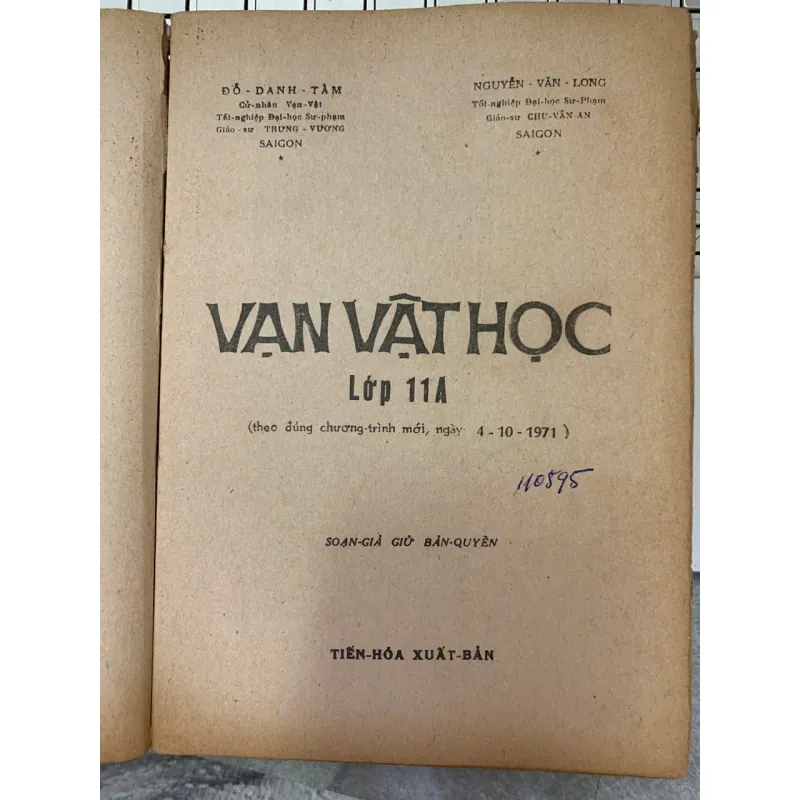 ĐỖ - DANH - TẦM
Cử-nhân Vạn-Vật
Tốt-nghiệp Đại-học Sư-phạm
Giáo-sư TRƯNG - VƯƠNG
SAIGON
*
NGUYỄN - VĂN - LONG
Tốt-nghiệp Đại-học Sư-Phạm
Giáo-sư CHU-VĂN AN
SAIGON
*
VẠN VẬT HỌC
Lớp 11A
(theo đúng chương-trình mới, ngày 4 - 10 - 1971 )
110595
SOẠN-GIẢ GIỮ BẢN-QUYỀN
TIẾN-HÓA XUẤT-BẢN